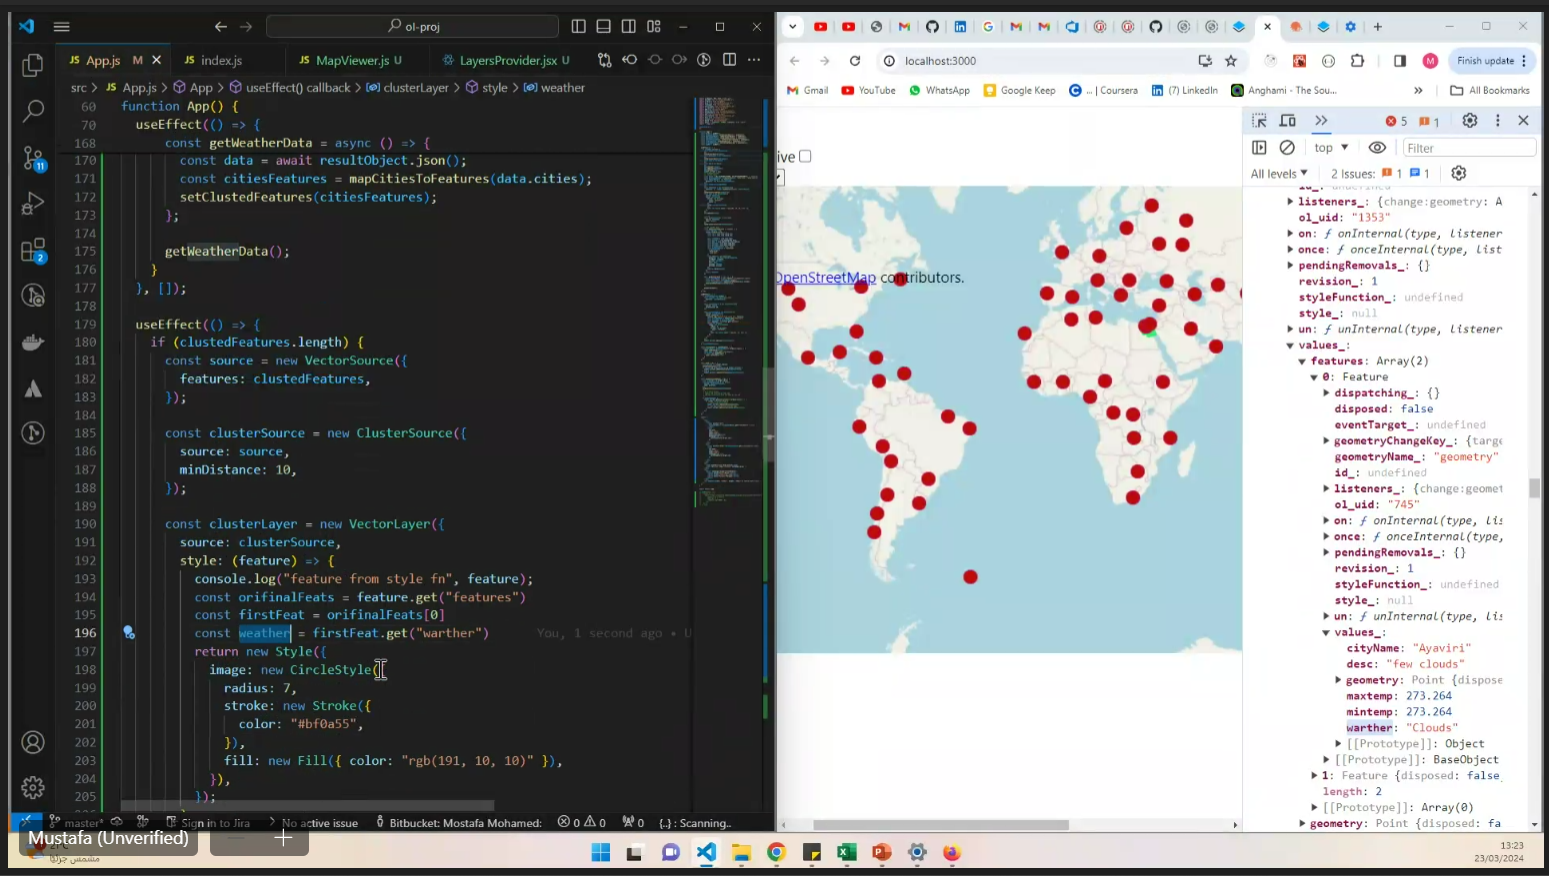 ol-proj
JS App.js M
JS index.js
JS MapViewer.js U
LayersProvider.jsx U
src > JS App.js > App > useEffect() callback > clusterLayer > style > weather
60 function App() {
70 useEffect(() => {
168 const getWeatherData = async () => {
170 const data = await resultObject.json();
171 const citiesFeatures = mapCitiesToFeatures(data.cities);
172 setClustedFeatures(citiesFeatures);
173 };
174
175 getWeatherData();
176 }
177 }, []);
178
179 useEffect(() => {
180 if (clustedFeatures.length) {
181 const source = new VectorSource({
182 features: clustedFeatures,
183 });
184
185 const clusterSource = new ClusterSource({
186 source: source,
187 minDistance: 10,
188 });
189
190 const clusterLayer = new VectorLayer({
191 source: clusterSource,
192 style: (feature) => {
193 console.log("feature from style fn", feature);
194 const orifinalFeats = feature.get("features")
195 const firstFeat = orifinalFeats[0]
196 const weather = firstFeat.get("warther") You, 1 second ago • U
197 return new Style({
198 image: new CircleStyle({
199 radius: 7,
200 stroke: new Stroke({
201 color: "#bf0a55",
202 }),
203 fill: new Fill({ color: "rgb(191, 10, 10)" }),
204 }),
205 });
11
2
master*
Sign in to Jira
No active issue
Bitbucket: Mostafa Mohamed:
0 0
0
{..} : Scanning..
Mustafa (Unverified)
localhost:3000
M
Finish update
Gmail
YouTube
WhatsApp
Google Keep
... | Coursera
(7) LinkedIn
Anghami - The Sou...
All Bookmarks
ive
OpenStreetMap contributors.
5 1
top
Filter
All levels
2 Issues: 1 1
id_: undefined
listeners_: {change:geometry: A
ol_uid: "1353"
on: ƒ onInternal(type, listener
once: ƒ onceInternal(type, list
pendingRemovals_: {}
revision_: 1
styleFunction_: undefined
style_: null
un: ƒ unInternal(type, listener
values_:
features: Array(2)
0: Feature
dispatching_: {}
disposed: false
eventTarget_: undefined
geometryChangeKey_: {targe
geometryName_: "geometry"
id_: undefined
listeners_: {change:geomet
ol_uid: "745"
on: ƒ onInternal(type, lis
once: ƒ onceInternal(type,
pendingRemovals_: {}
revision_: 1
styleFunction_: undefined
style_: null
un: ƒ unInternal(type, lis
values_:
cityName: "Ayaviri"
desc: "few clouds"
geometry: Point {dispose
maxtemp: 273.264
mintemp: 273.264
warther: "Clouds"
[[Prototype]]: Object
[[Prototype]]: BaseObject
1: Feature {disposed: false,
length: 2
[[Prototype]]: Array(0)
geometry: Point {disposed: fa
13:23
23/03/2024